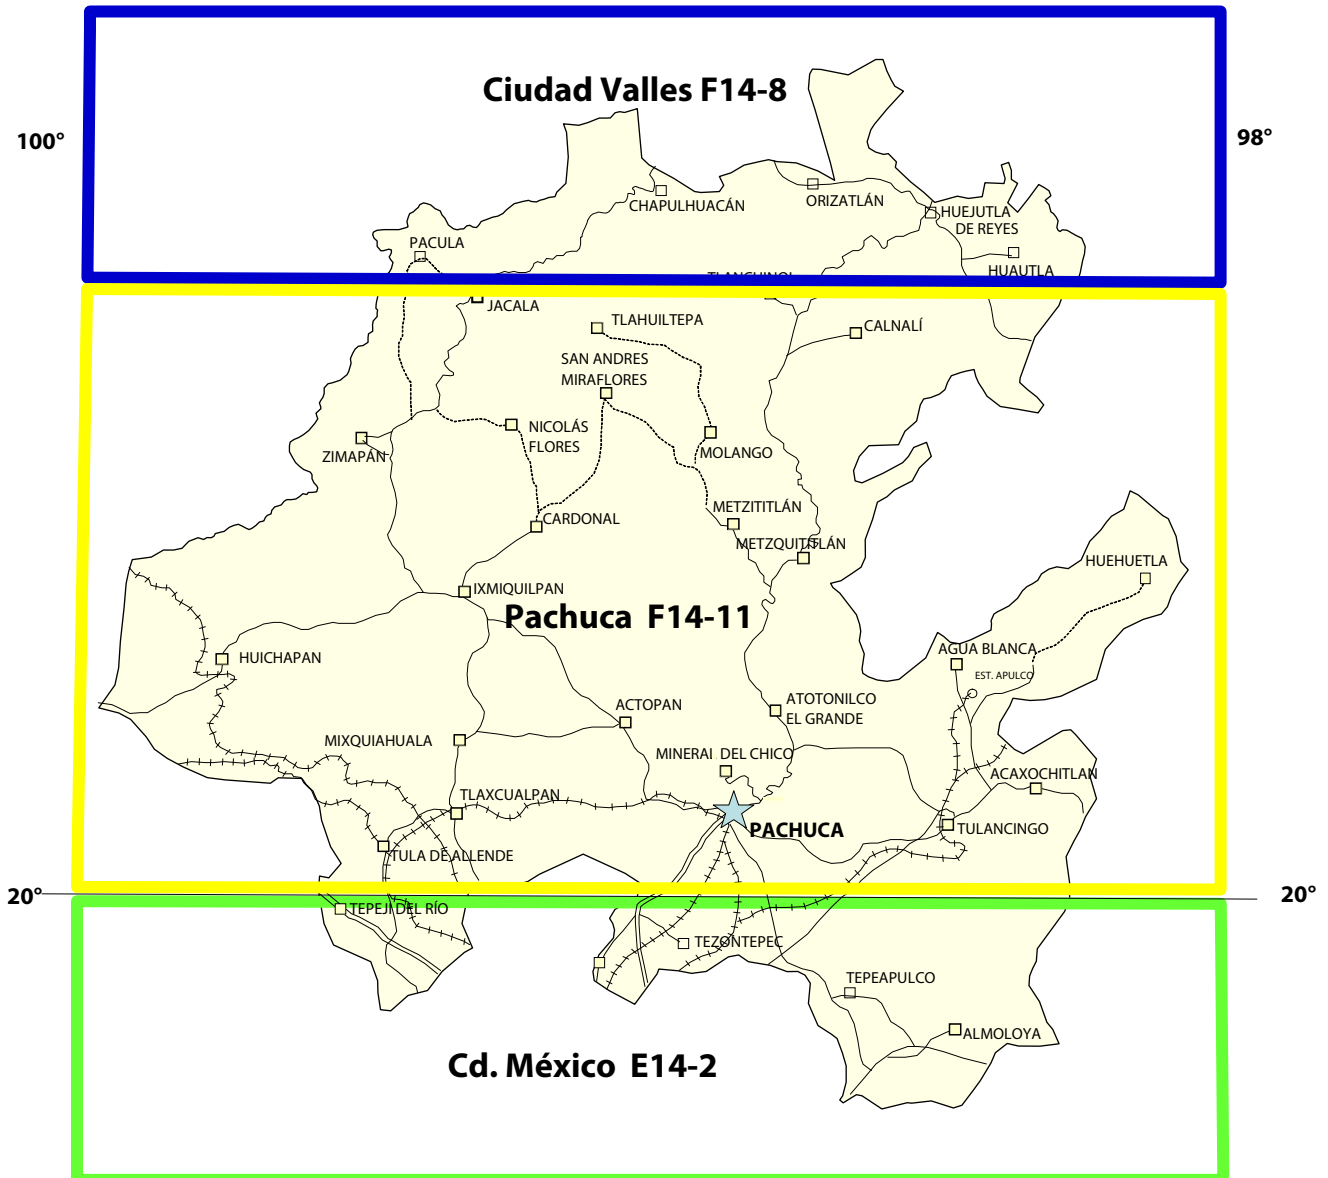 Ciudad Valles F14-8
100°
98°
CHAPULHUACÁN
ORIZATLÁN
HUEJUTLA
DE REYES
PACULA
HUAUTLA
TLANCHINOL
JACALA
TLAHUILTEPA
CALNALÍ
SAN ANDRES
MIRAFLORES
NICOLÁS
FLORES
ZIMAPÁN
MOLANGO
METZITITLÁN
CARDONAL
METZQUITITLÁN
HUEHUETLA
IXMIQUILPAN
Pachuca F14-11
HUICHAPAN
AGUA BLANCA
EST. APULCO
ATOTONILCO
EL GRANDE
ACTOPAN
MIXQUIAHUALA
MINERAL DEL CHICO
ACAXOCHITLAN
TLAXCUALPAN
PACHUCA
TULANCINGO
TULA DE ALLENDE
20°
20°
TEPEJI DEL RÍO
TEZONTEPEC
TEPEAPULCO
ALMOLOYA
Cd. México E14-2